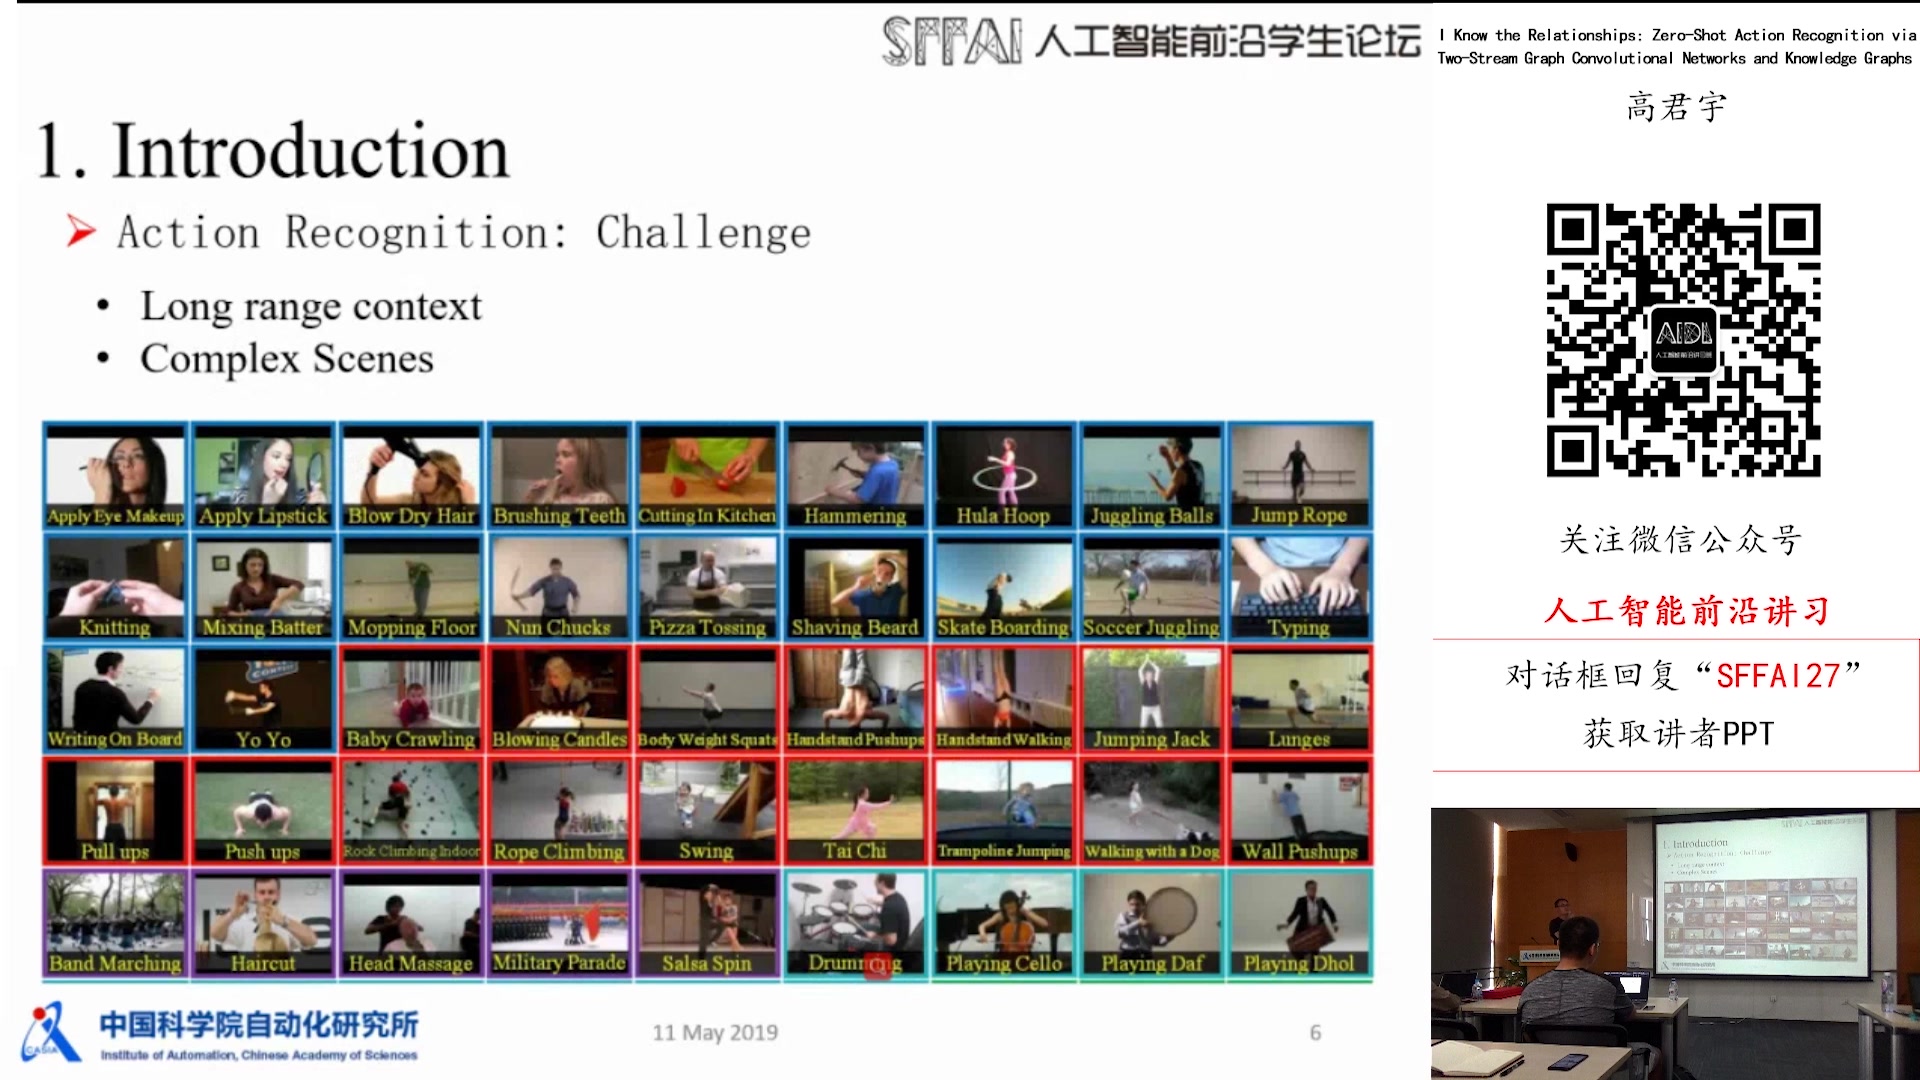 SFFAI 人工智能前沿学生论坛
1. Introduction
Action Recognition: Challenge
• Long range context
• Complex Scenes
Apply Eye Makeup Apply Lipstick Blow Dry Hair Brushing Teeth Cutting In Kitchen Hammering Hula Hoop Juggling Balls Jump Rope
Knitting Mixing Batter Mopping Floor Nun Chucks Pizza Tossing Shaving Beard Skate Boarding Soccer Juggling Typing
Writing On Board Yo Yo Baby Crawling Blowing Candles Body Weight Squats Handstand Pushups Handstand Walking Jumping Jack Lunges
Pull ups Push ups Rock Climbing Indoor Rope Climbing Swing Tai Chi Trampoline Jumping Walking with a Dog Wall Pushups
Band Marching Haircut Head Massage Military Parade Salsa Spin Drumming Playing Cello Playing Daf Playing Dhol
CASIA
中国科学院自动化研究所
Institute of Automation, Chinese Academy of Sciences
11 May 2019
6
I Know the Relationships: Zero-Shot Action Recognition via
Two-Stream Graph Convolutional Networks and Knowledge Graphs
高君宇
AIDL
关注微信公众号
人工智能前沿讲习
对话框回复“SFFAI27”
获取讲者PPT
1. Introduction
Action Recognition: Challenge